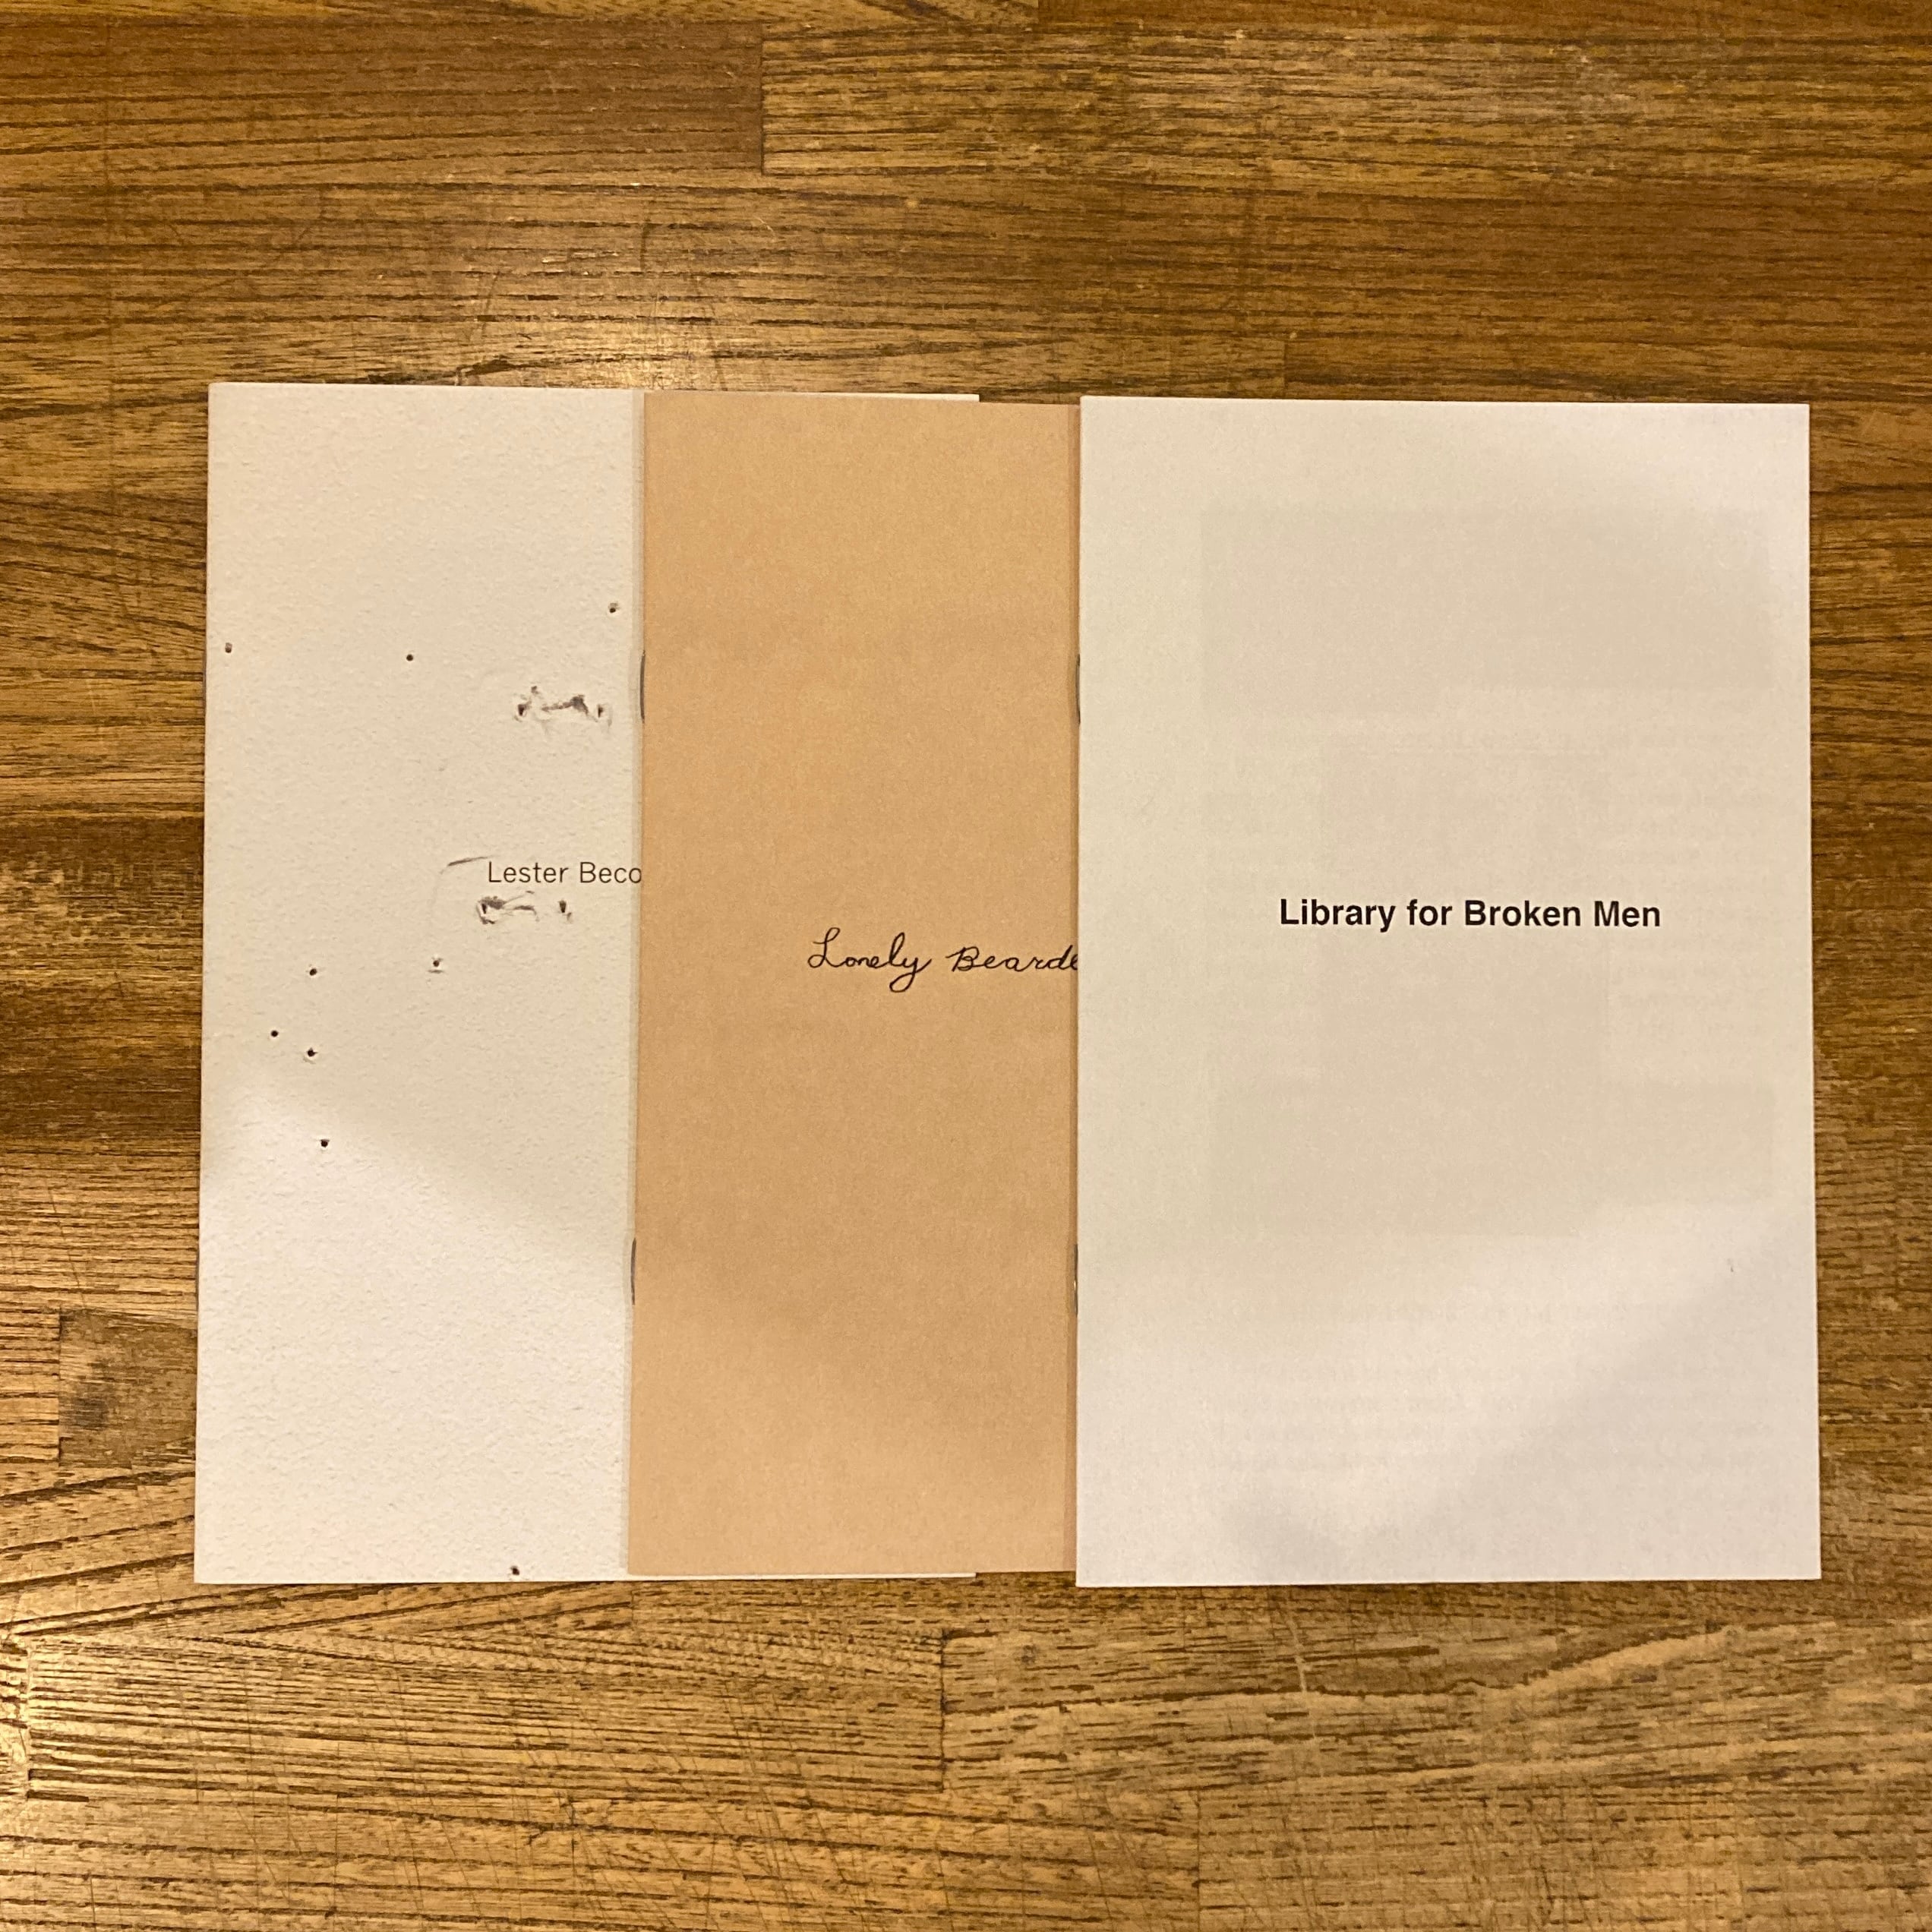 Lester Beco
Lonely Bearde
Library for Broken Men